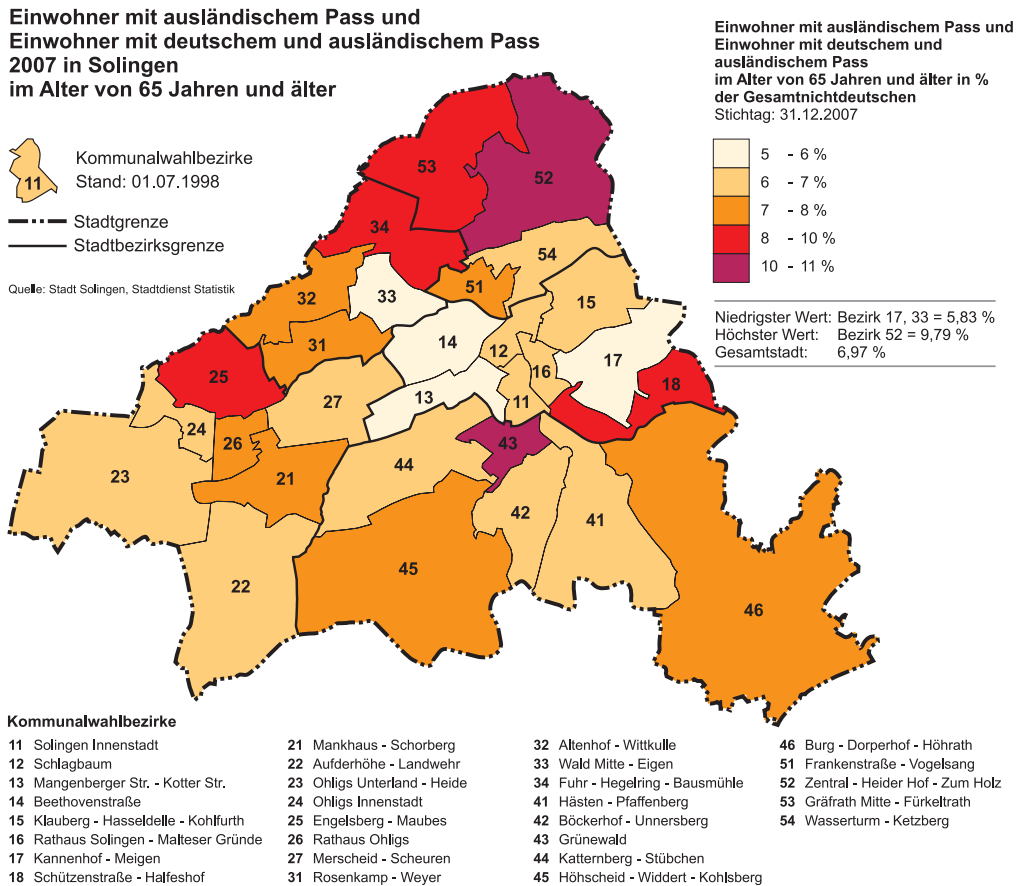 Einwohner mit ausländischem Pass und
Einwohner mit deutschem und ausländischem Pass
2007 in Solingen
im Alter von 65 Jahren und älter
11
Kommunalwahlbezirke
Stand: 01.07.1998
Stadtgrenze
Stadtbezirksgrenze
Quelle: Stadt Solingen, Stadtdienst Statistik
Einwohner mit ausländischem Pass und
Einwohner mit deutschem und
ausländischem Pass
im Alter von 65 Jahren und älter in %
der Gesamtnichtdeutschen
Stichtag: 31.12.2007
5 - 6 %
6 - 7 %
7 - 8 %
8 - 10 %
10 - 11 %
Niedrigster Wert: Bezirk 17, 33 = 5,83 %
Höchster Wert: Bezirk 52 = 9,79 %
Gesamtstadt: 6,97 %
53
52
34
54
51
33
32
15
31
14
12
17
16
25
18
13
27
11
24
26
43
44
23
21
42
41
45
22
46
Kommunalwahlbezirke
11 Solingen Innenstadt
12 Schlagbaum
13 Mangenberger Str. - Kotter Str.
14 Beethovenstraße
15 Klauberg - Hasseldelle - Kohlfurth
16 Rathaus Solingen - Malteser Gründe
17 Kannenhof - Meigen
18 Schützenstraße - Halfeshof
21 Mankhaus - Schorberg
22 Aufderhöhe - Landwehr
23 Ohligs Unterland - Heide
24 Ohligs Innenstadt
25 Engelsberg - Maubes
26 Rathaus Ohligs
27 Merscheid - Scheuren
31 Rosenkamp - Weyer
32 Altenhof - Wittkulle
33 Wald Mitte - Eigen
34 Fuhr - Hegelring - Bausmühle
41 Hästen - Pfaffenberg
42 Böckerhof - Unnersberg
43 Grünewald
44 Katternberg - Stübchen
45 Höhscheid - Widdert - Kohlsberg
46 Burg - Dorperhof - Höhrath
51 Frankenstraße - Vogelsang
52 Zentral - Heider Hof - Zum Holz
53 Gräfrath Mitte - Fürkeltrath
54 Wasserturm - Ketzberg